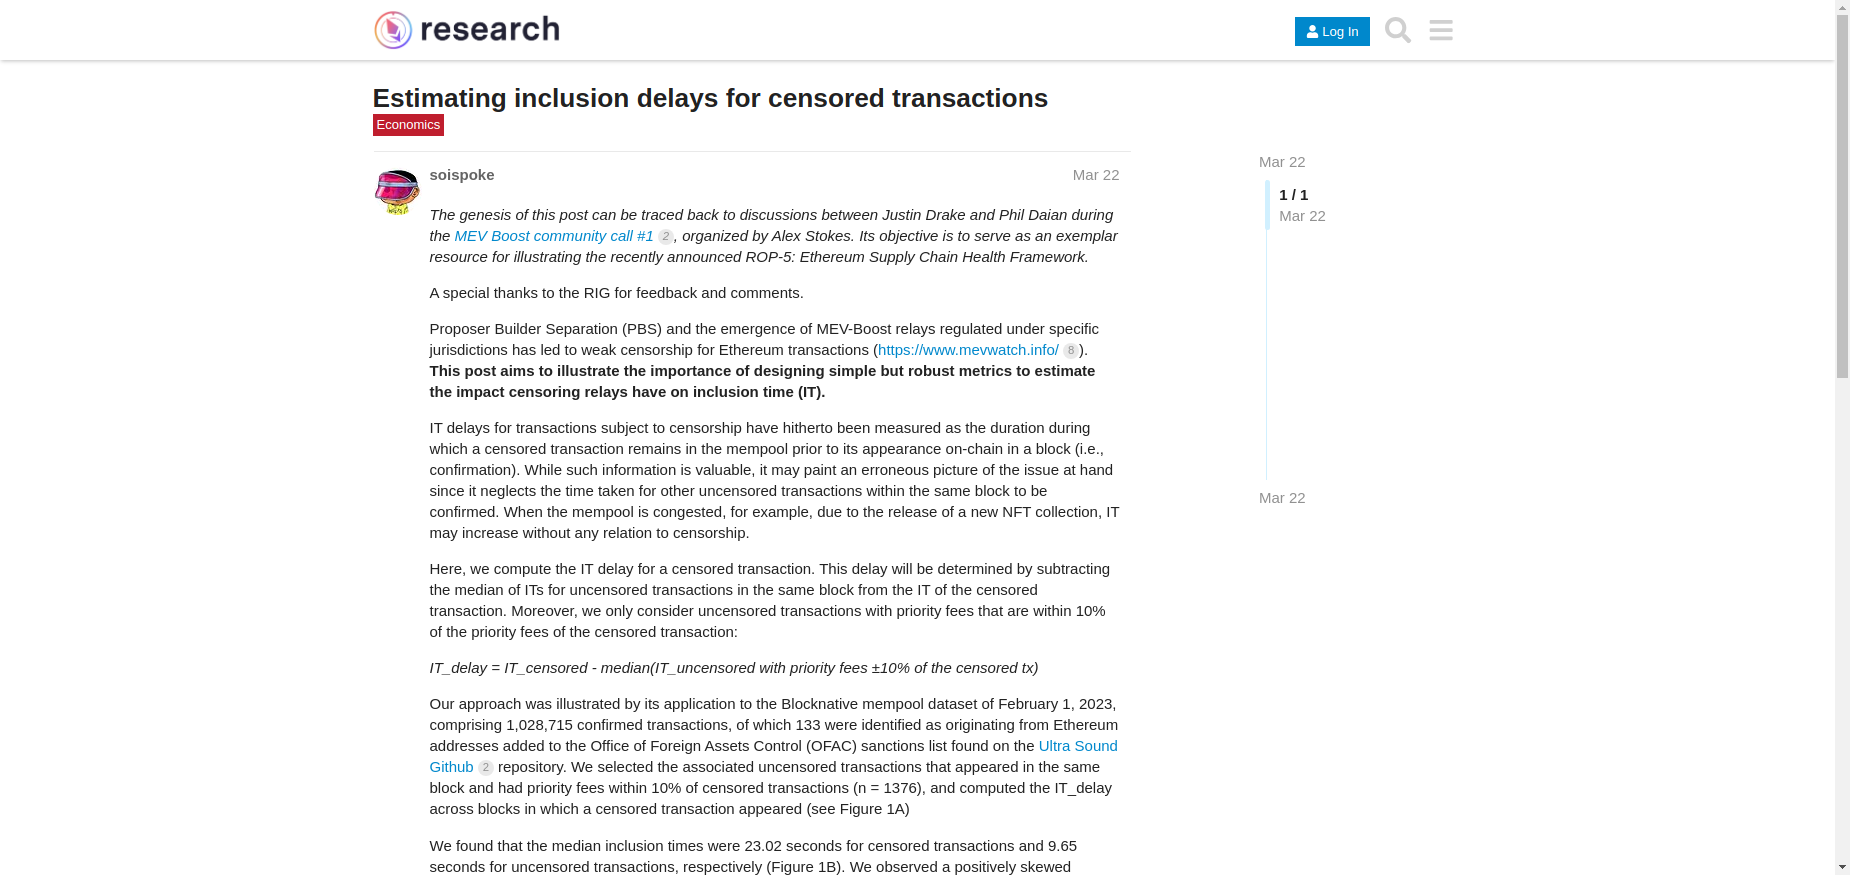 research
Log In
Estimating inclusion delays for censored transactions
Economics
soispoke
Mar 22
The genesis of this post can be traced back to discussions between Justin Drake and Phil Daian during
the MEV Boost community call #1 2, organized by Alex Stokes. Its objective is to serve as an exemplar
resource for illustrating the recently announced ROP-5: Ethereum Supply Chain Health Framework.
A special thanks to the RIG for feedback and comments.
Proposer Builder Separation (PBS) and the emergence of MEV-Boost relays regulated under specific
jurisdictions has led to weak censorship for Ethereum transactions (https://www.mevwatch.info/ 8).
This post aims to illustrate the importance of designing simple but robust metrics to estimate
the impact censoring relays have on inclusion time (IT).
IT delays for transactions subject to censorship have hitherto been measured as the duration during
which a censored transaction remains in the mempool prior to its appearance on-chain in a block (i.e.,
confirmation). While such information is valuable, it may paint an erroneous picture of the issue at hand
since it neglects the time taken for other uncensored transactions within the same block to be
confirmed. When the mempool is congested, for example, due to the release of a new NFT collection, IT
may increase without any relation to censorship.
Here, we compute the IT delay for a censored transaction. This delay will be determined by subtracting
the median of ITs for uncensored transactions in the same block from the IT of the censored
transaction. Moreover, we only consider uncensored transactions with priority fees that are within 10%
of the priority fees of the censored transaction:
IT_delay = IT_censored - median(IT_uncensored with priority fees ±10% of the censored tx)
Our approach was illustrated by its application to the Blocknative mempool dataset of February 1, 2023,
comprising 1,028,715 confirmed transactions, of which 133 were identified as originating from Ethereum
addresses added to the Office of Foreign Assets Control (OFAC) sanctions list found on the Ultra Sound
Github 2 repository. We selected the associated uncensored transactions that appeared in the same
block and had priority fees within 10% of censored transactions (n = 1376), and computed the IT_delay
across blocks in which a censored transaction appeared (see Figure 1A)
We found that the median inclusion times were 23.02 seconds for censored transactions and 9.65
seconds for uncensored transactions, respectively (Figure 1B). We observed a positively skewed
Mar 22
1 / 1
Mar 22
Mar 22